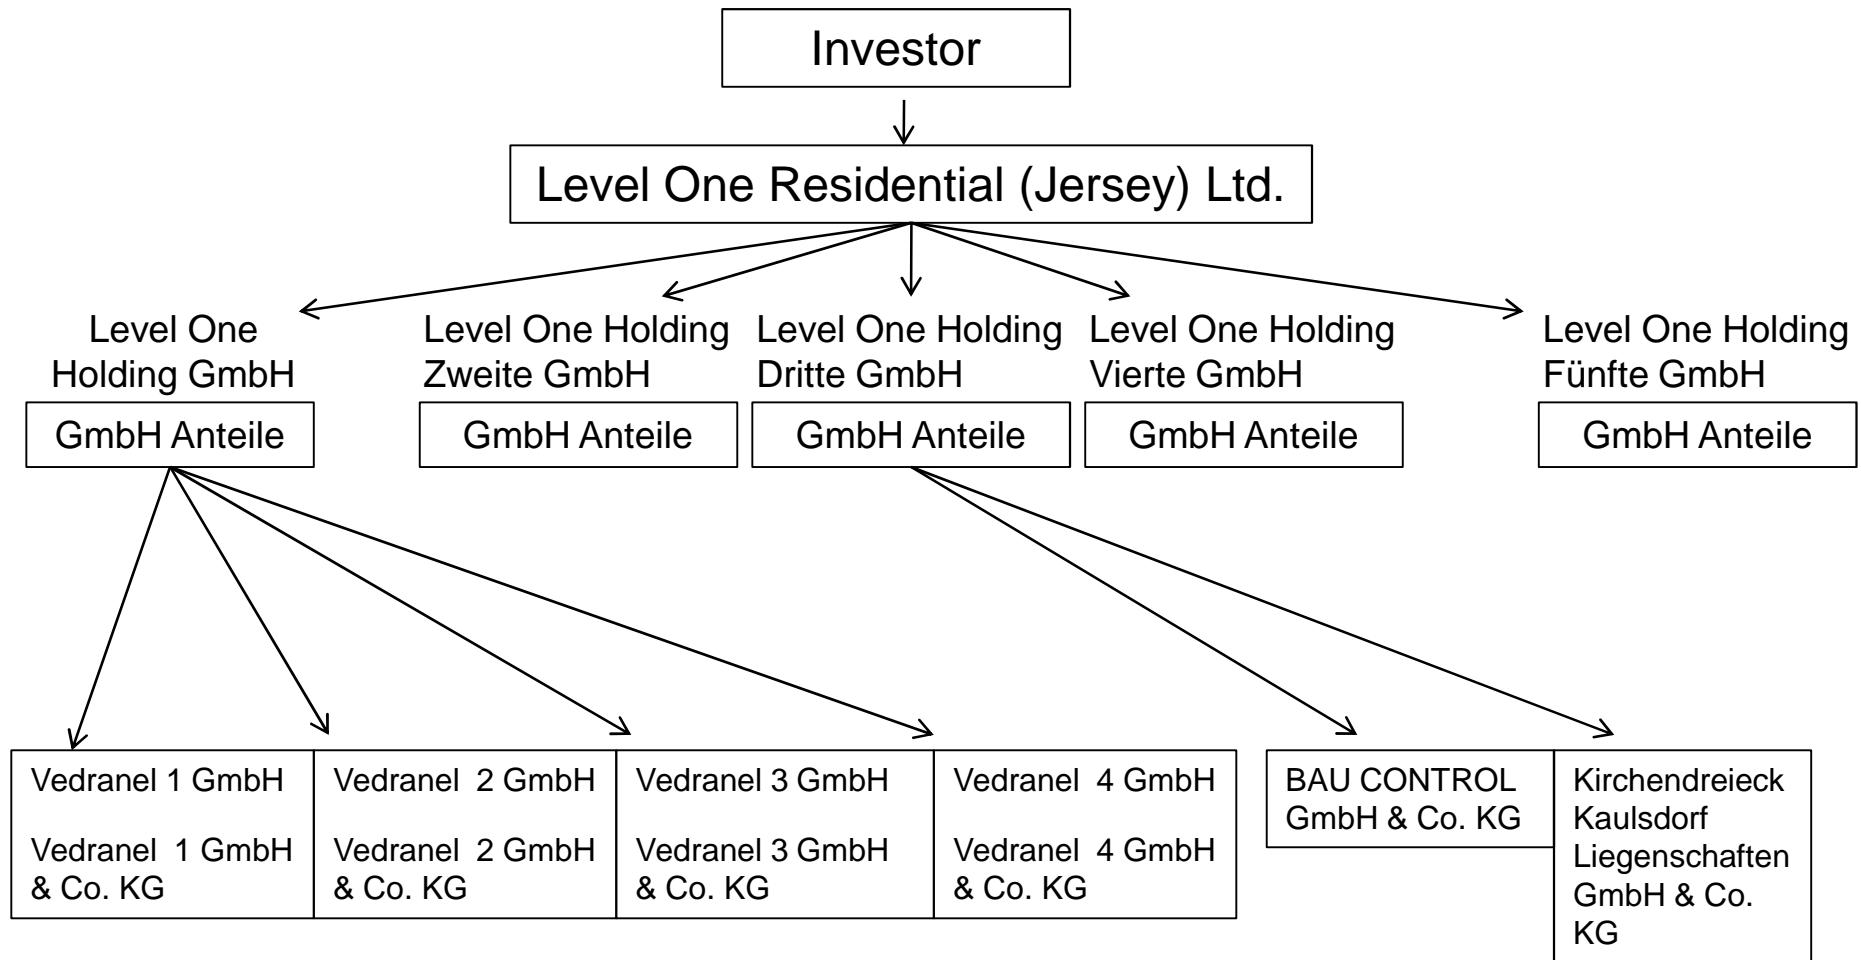 Investor
Level One Residential (Jersey) Ltd.
Level One
Holding GmbH
GmbH Anteile
Level One Holding
Zweite GmbH
GmbH Anteile
Level One Holding
Dritte GmbH
GmbH Anteile
Level One Holding
Vierte GmbH
GmbH Anteile
Level One Holding
Fünfte GmbH
GmbH Anteile
Vedranel 1 GmbH
Vedranel 1 GmbH
& Co. KG
Vedranel 2 GmbH
Vedranel 2 GmbH
& Co. KG
Vedranel 3 GmbH
Vedranel 3 GmbH
& Co. KG
Vedranel 4 GmbH
Vedranel 4 GmbH
& Co. KG
BAU CONTROL
GmbH & Co. KG
Kirchendreieck
Kaulsdorf
Liegenschaften
GmbH & Co.
KG